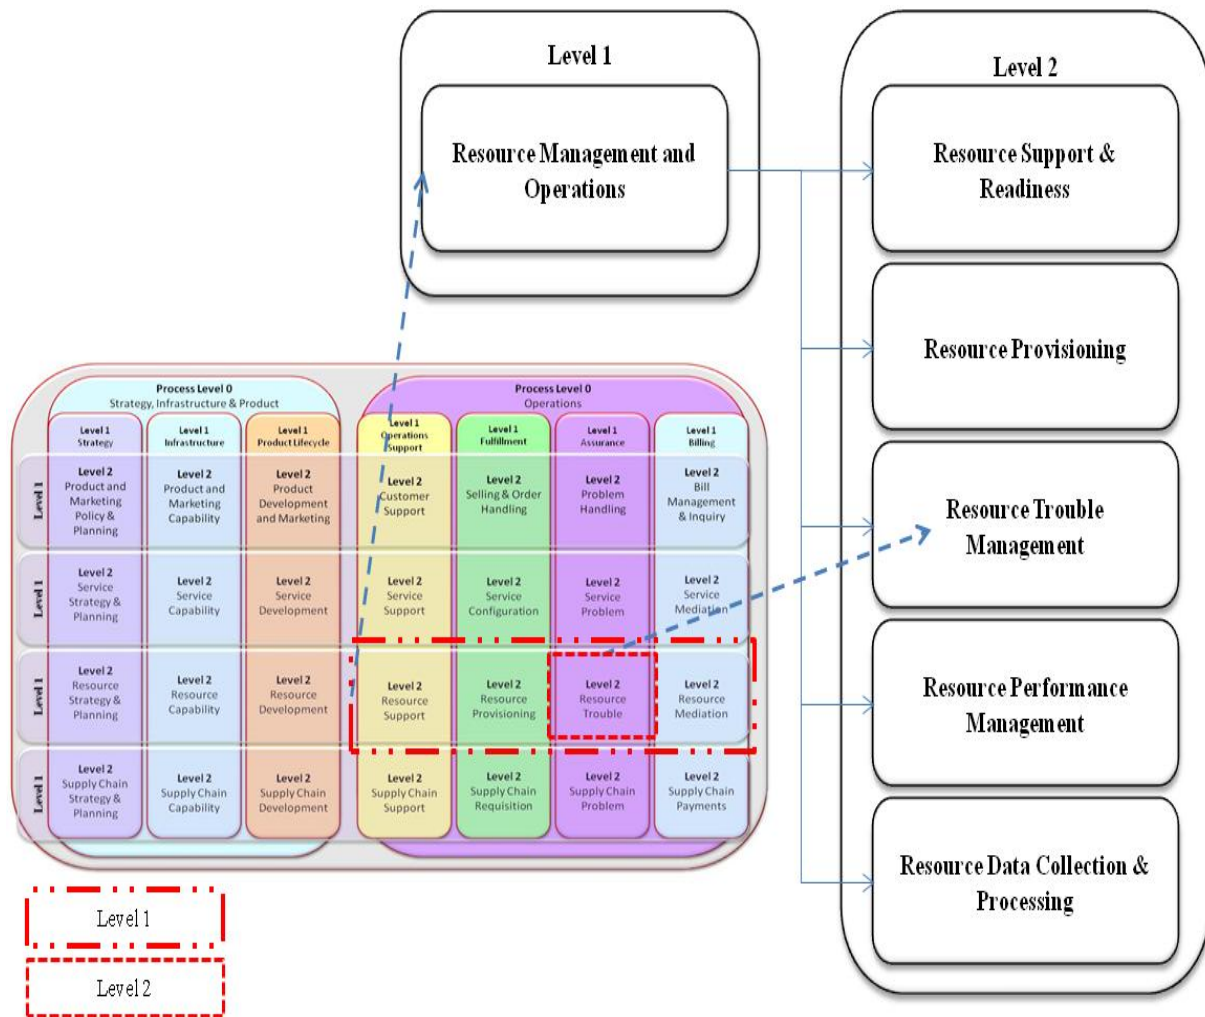 Level 1
Resource Management and
Operations
Level 2
Resource Support &
Readiness
Resource Provisioning
Resource Trouble
Management
Resource Performance
Management
Resource Data Collection &
Processing
Process Level 0
Strategy, Infrastructure & Product
Process Level 0
Operations
Level 1
Strategy
Level 1
Infrastructure
Level 1
Product Lifecycle
Level 1
Operations
Support
Level 1
Fulfillment
Level 1
Assurance
Level 1
Billing
Level 1
Level 2
Product and
Marketing
Policy &
Planning
Level 2
Product and
Marketing
Capability
Level 2
Product
Development
and Marketing
Level 2
Customer
Support
Level 2
Selling & Order
Handling
Level 2
Problem
Handling
Level 2
Bill
Management
& Inquiry
Level 1
Level 2
Service
Strategy &
Planning
Level 2
Service
Capability
Level 2
Service
Development
Level 2
Service
Support
Level 2
Service
Configuration
Level 2
Service
Problem
Level 2
Service
Mediation
Level 1
Level 2
Resource
Strategy &
Planning
Level 2
Resource
Capability
Level 2
Resource
Development
Level 2
Resource
Support
Level 2
Resource
Provisioning
Level 2
Resource
Trouble
Level 2
Resource
Mediation
Level 1
Level 2
Supply Chain
Strategy &
Planning
Level 2
Supply Chain
Capability
Level 2
Supply Chain
Development
Level 2
Supply Chain
Support
Level 2
Supply Chain
Requisition
Level 2
Supply Chain
Problem
Level 2
Supply Chain
Payments
Level 1
Level 2